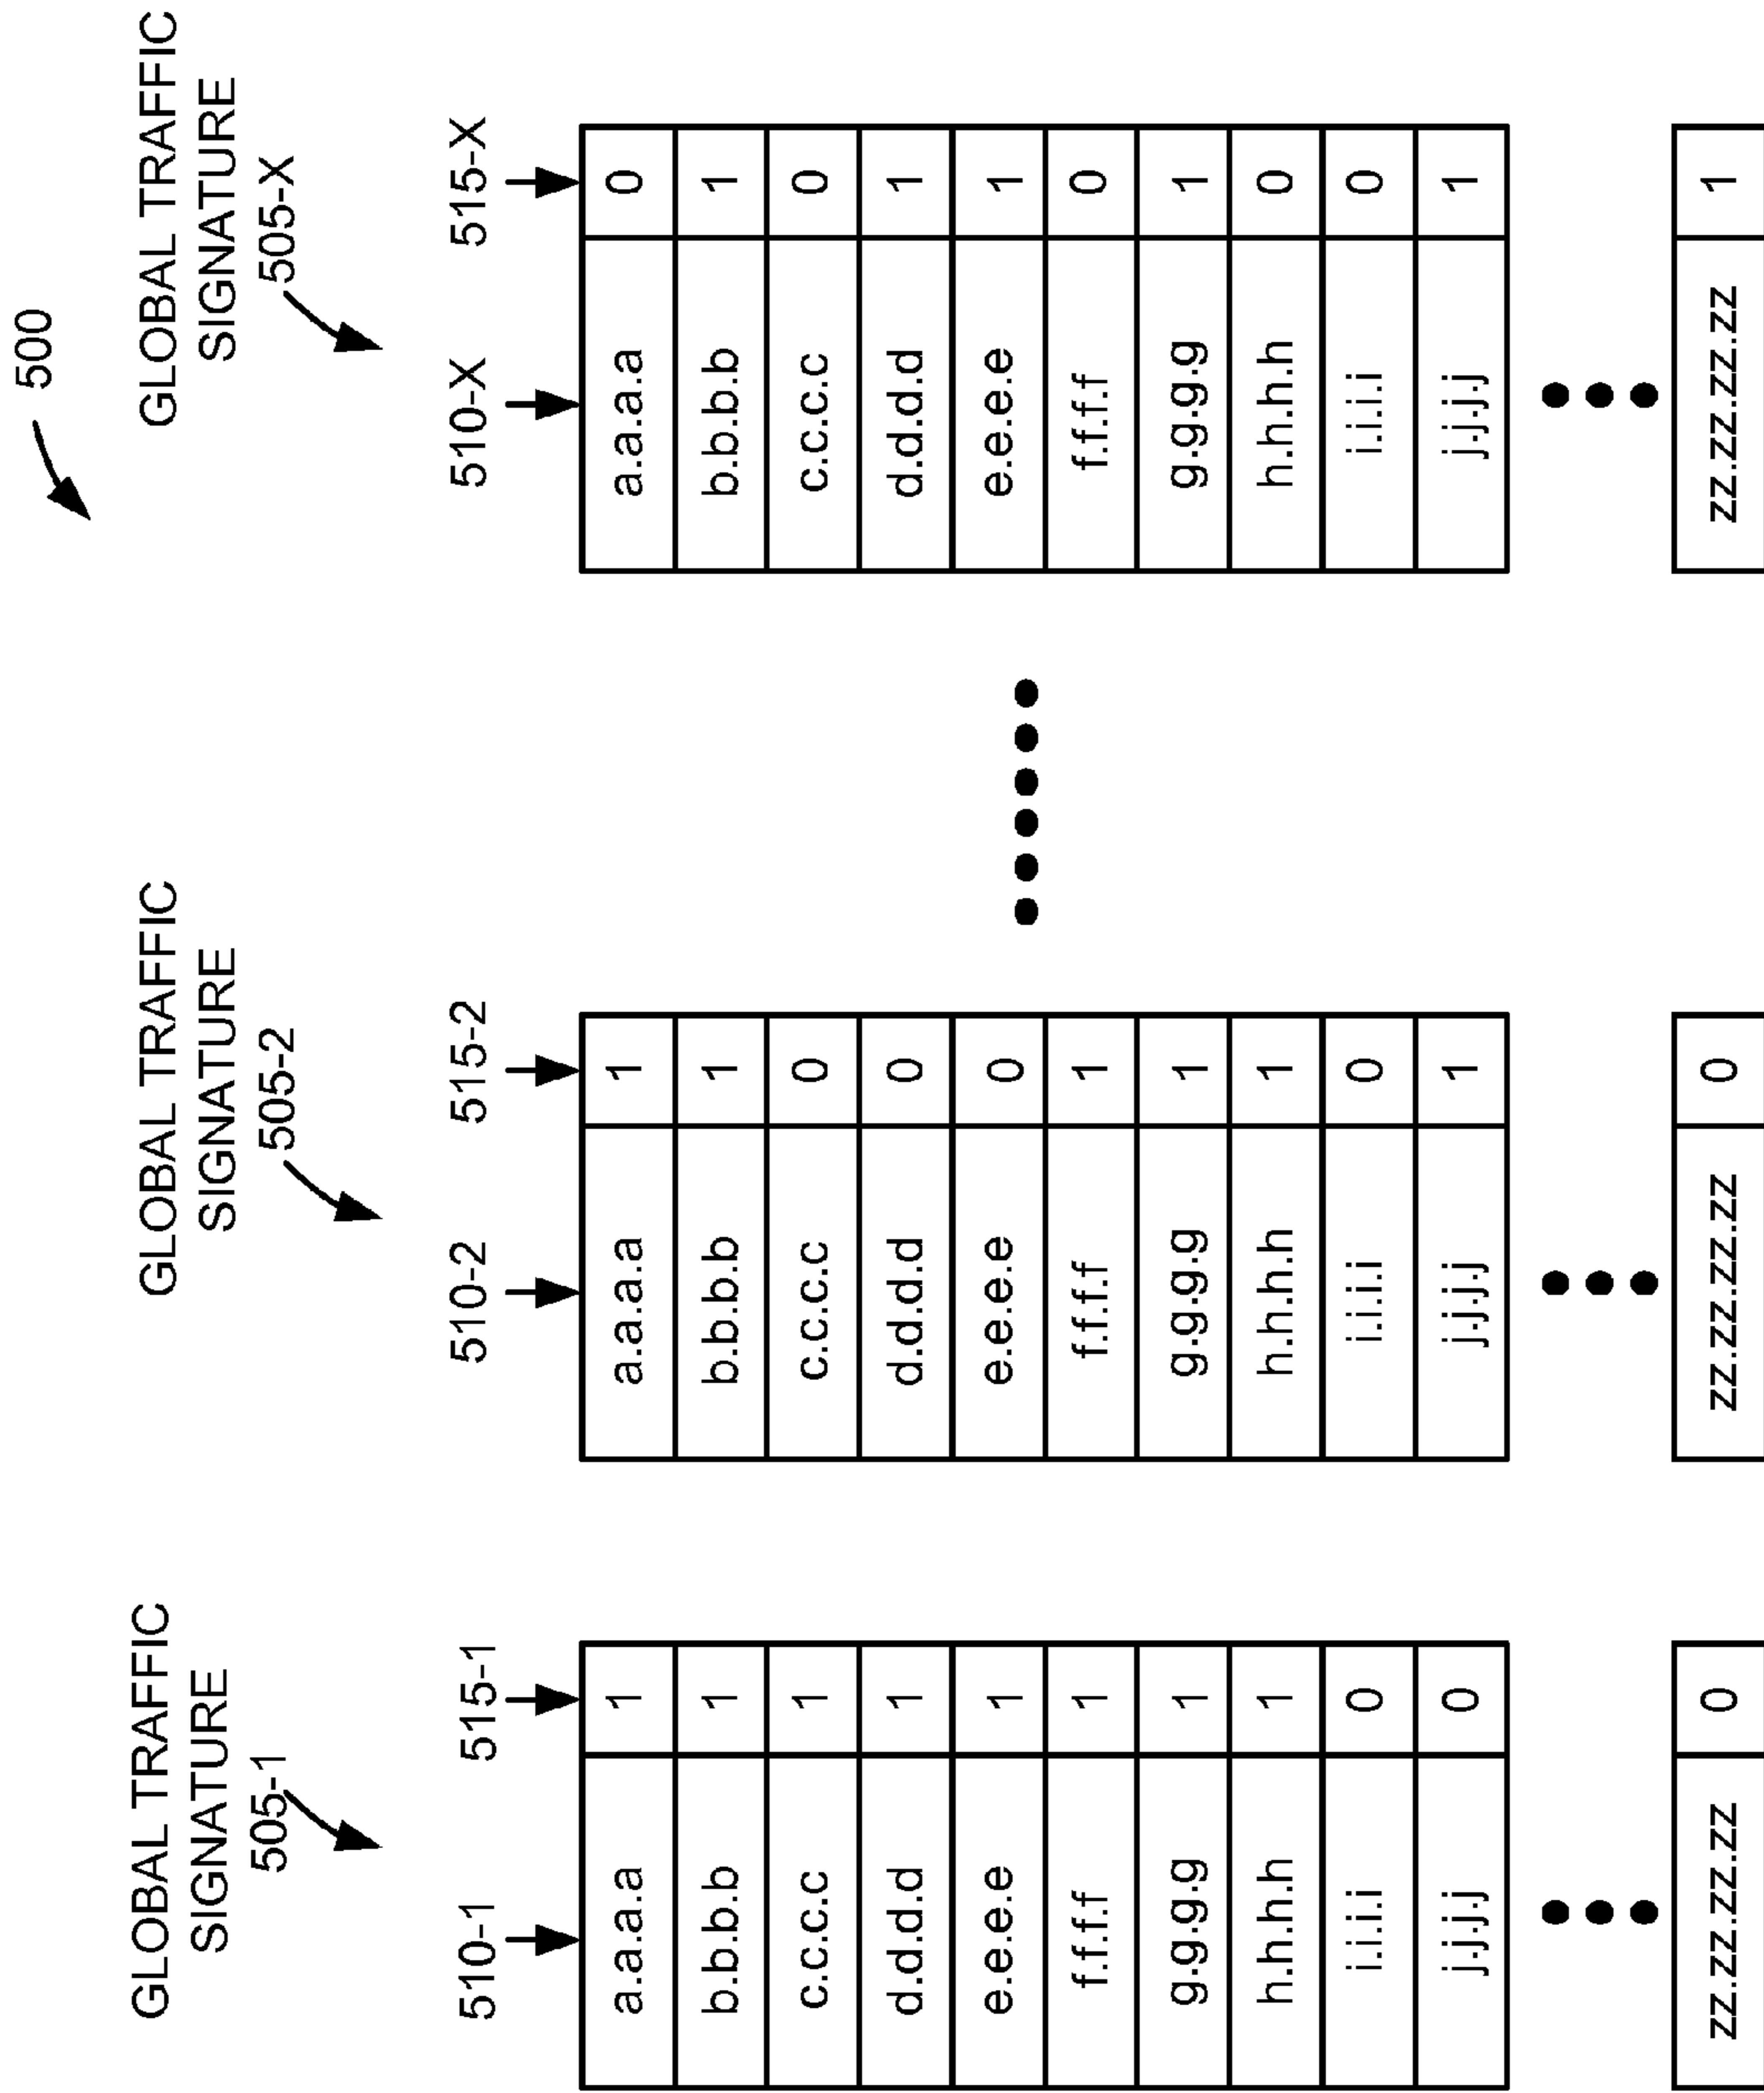 500
GLOBAL TRAFFIC
SIGNATURE
505-1
510-1 515-1
a.a.a.a 1
b.b.b.b 1
c.c.c.c 1
d.d.d.d 1
e.e.e.e 1
f.f.f.f 1
g.g.g.g 1
h.h.h.h 1
i.i.i.i 0
j.j.j.j 0
zz.zz.zz.zz 0
GLOBAL TRAFFIC
SIGNATURE
505-2
510-2 515-2
a.a.a.a 1
b.b.b.b 1
c.c.c.c 0
d.d.d.d 0
e.e.e.e 0
f.f.f.f 1
g.g.g.g 1
h.h.h.h 1
i.i.i.i 0
j.j.j.j 1
zz.zz.zz.zz 0
GLOBAL TRAFFIC
SIGNATURE
505-X
510-X 515-X
a.a.a.a 0
b.b.b.b 1
c.c.c.c 0
d.d.d.d 1
e.e.e.e 1
f.f.f.f 0
g.g.g.g 1
h.h.h.h 0
i.i.i.i 0
j.j.j.j 1
zz.zz.zz.zz 1